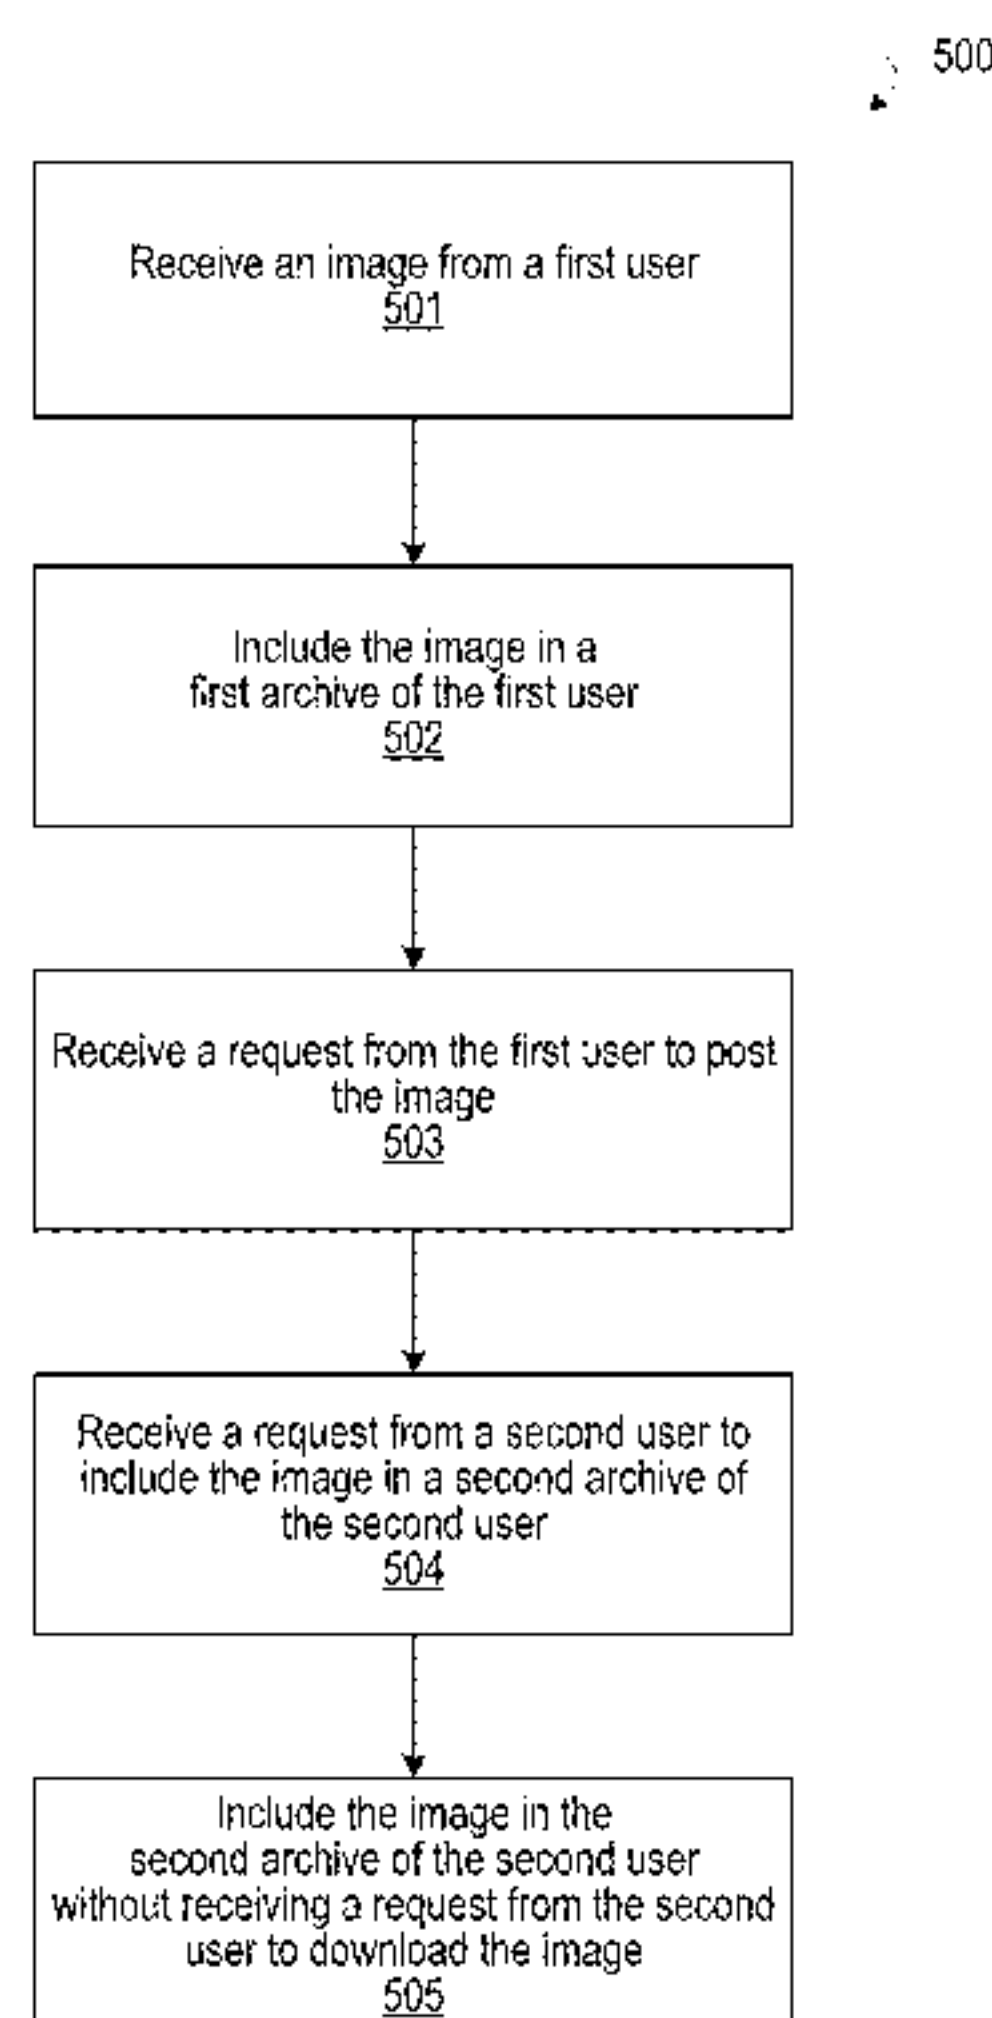 500
Receive an image from a first user
501
Include the image in a
first archive of the first user
502
Receive a request from the first user to post
the image
503
Receive a request from a second user to
include the image in a second archive of
the second user
504
Include the image in the
second archive of the second user
without receiving a request from the second
user to download the image
505